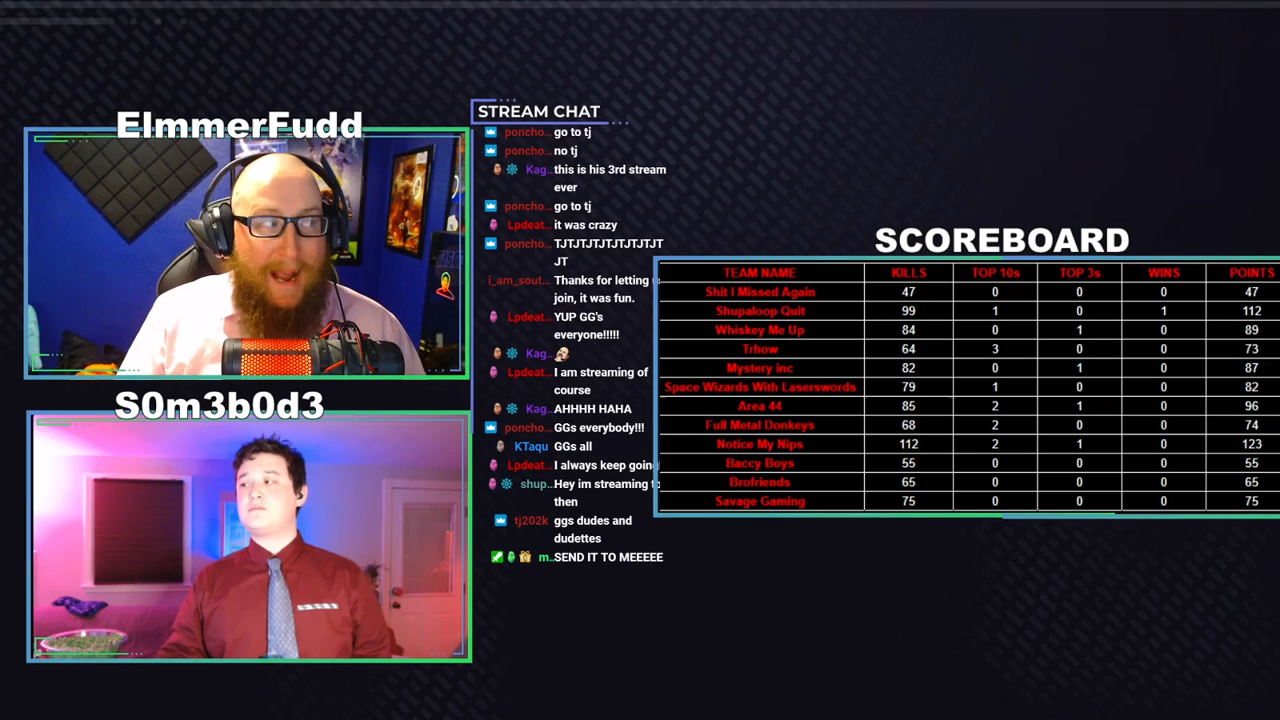 ElmmerFudd
S0m3b0d3
STREAM CHAT
poncho... go to tj
poncho... no tj
Kag... this is his 3rd stream
ever
poncho... go to tj
Lpdeat... it was crazy
poncho... TJTJTJTJTJTJTJT
JT
i_am_sout... Thanks for letting
join, it was fun.
Lpdeat... YUP GG's
everyone!!!!!
Kag...
Lpdeat... I am streaming of
course
Kag... AHHHH HAHA
poncho... GGs everybody!!!
KTaqu GGs all
Lpdeat... I always keep goin
shup... Hey im streaming
then
tj202k ggs dudes and
dudettes
m... SEND IT TO MEEEEE
SCOREBOARD
TEAM NAME KILLS TOP 10s TOP 3s WINS POINTS
Shit I Missed Again 47 0 0 0 47
Shupaloop Quit 99 1 0 1 112
Whiskey Me Up 84 0 1 0 89
Trhow 64 3 0 0 73
Mystery inc 82 0 1 0 87
Space Wizards With Laserswords 79 1 0 0 82
Area 44 85 2 1 0 96
Full Metal Donkeys 68 2 0 0 74
Notice My Nips 112 2 1 0 123
Baccy Boys 55 0 0 0 55
Brofriends 65 0 0 0 65
Savage Gaming 75 0 0 0 75